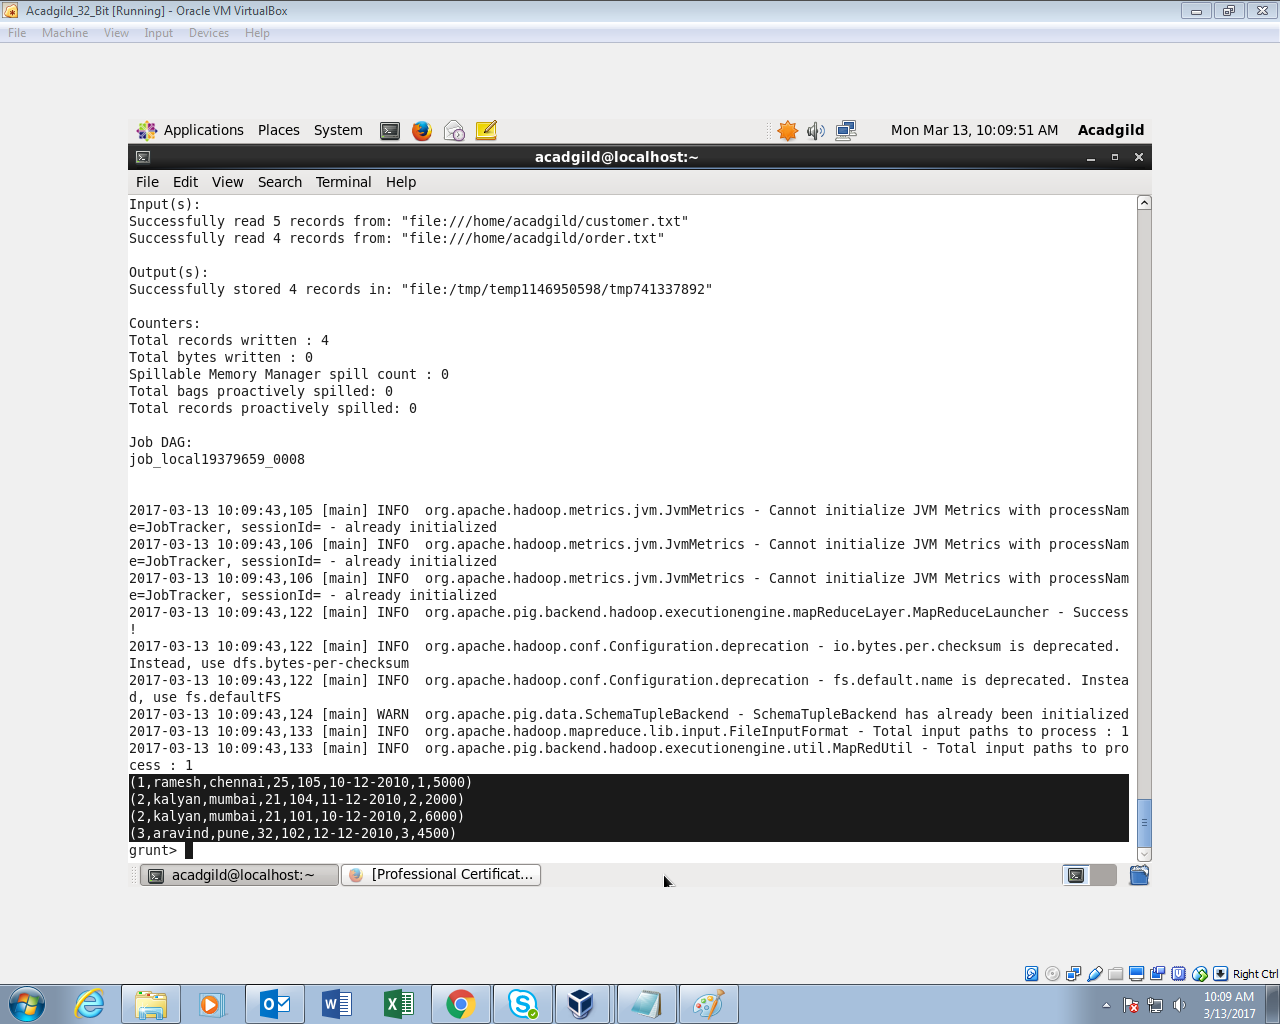 Acadgild_32_Bit [Running] - Oracle VM VirtualBox
File Machine View Input Devices Help
Applications Places System Mon Mar 13, 10:09:51 AM Acadgild
acadgild@localhost:~
File Edit View Search Terminal Help
Input(s):
Successfully read 5 records from: "file:///home/acadgild/customer.txt"
Successfully read 4 records from: "file:///home/acadgild/order.txt"
Output(s):
Successfully stored 4 records in: "file:/tmp/temp1146950598/tmp741337892"
Counters:
Total records written : 4
Total bytes written : 0
Spillable Memory Manager spill count : 0
Total bags proactively spilled: 0
Total records proactively spilled: 0
Job DAG:
job_local19379659_0008
2017-03-13 10:09:43,105 [main] INFO  org.apache.hadoop.metrics.jvm.JvmMetrics - Cannot initialize JVM Metrics with processNam
e=JobTracker, sessionId= - already initialized
2017-03-13 10:09:43,106 [main] INFO  org.apache.hadoop.metrics.jvm.JvmMetrics - Cannot initialize JVM Metrics with processNam
e=JobTracker, sessionId= - already initialized
2017-03-13 10:09:43,106 [main] INFO  org.apache.hadoop.metrics.jvm.JvmMetrics - Cannot initialize JVM Metrics with processNam
e=JobTracker, sessionId= - already initialized
2017-03-13 10:09:43,122 [main] INFO  org.apache.pig.backend.hadoop.executionengine.mapReduceLayer.MapReduceLauncher - Success
!
2017-03-13 10:09:43,122 [main] INFO  org.apache.hadoop.conf.Configuration.deprecation - io.bytes.per.checksum is deprecated.
Instead, use dfs.bytes-per-checksum
2017-03-13 10:09:43,122 [main] INFO  org.apache.hadoop.conf.Configuration.deprecation - fs.default.name is deprecated. Instea
d, use fs.defaultFS
2017-03-13 10:09:43,124 [main] WARN  org.apache.pig.data.SchemaTupleBackend - SchemaTupleBackend has already been initialized
2017-03-13 10:09:43,133 [main] INFO  org.apache.hadoop.mapreduce.lib.input.FileInputFormat - Total input paths to process : 1
2017-03-13 10:09:43,133 [main] INFO  org.apache.pig.backend.hadoop.executionengine.util.MapRedUtil - Total input paths to pro
cess : 1
(1,ramesh,chennai,25,105,10-12-2010,1,5000)
(2,kalyan,mumbai,21,104,11-12-2010,2,2000)
(2,kalyan,mumbai,21,101,10-12-2010,2,6000)
(3,aravind,pune,32,102,12-12-2010,3,4500)
grunt>
acadgild@localhost:~ [Professional Certificat...
Right Ctrl
10:09 AM
3/13/2017